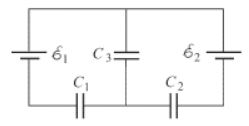 ℰ₁ C₃ ℰ₂
C₁ C₂